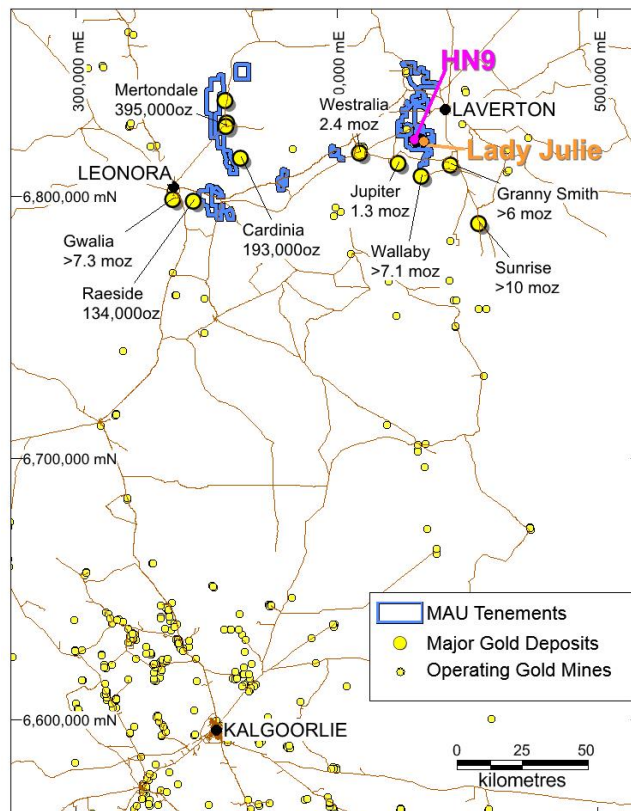 300,000 mE
0,000 mE
500,000 mE
HN9
Mertondale
395,000oz
Westralia
2.4 moz
LAVERTON
Lady Julie
LEONORA
6,800,000 mN
Jupiter
1.3 moz
Granny Smith
>6 moz
Gwalia
>7.3 moz
Cardinia
193,000oz
Wallaby
>7.1 moz
Sunrise
>10 moz
Raeside
134,000oz
6,700,000 mN
MAU Tenements
Major Gold Deposits
Operating Gold Mines
6,600,000 mN
KALGOORLIE
0 25 50
kilometres